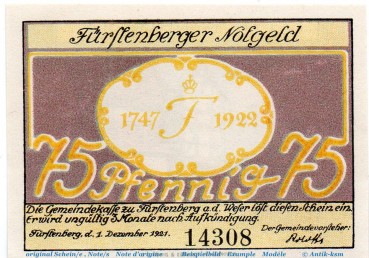 Fürstenberger Notgeld
1747 F 1922
75 Pfennig 75
Die Gemeindekasse zu Fürstenberg a.d. Weser löst diesen Schein ein.
Er wird ungültig 3 Monate nach Aufkündigung.
Fürstenberg, d. 1. Dezember 1921.
14308
Der Gemeindevorsteher:
original Schein/e , Note/s Note d'origine Beispielbild Example Modéle © Antik-ksm